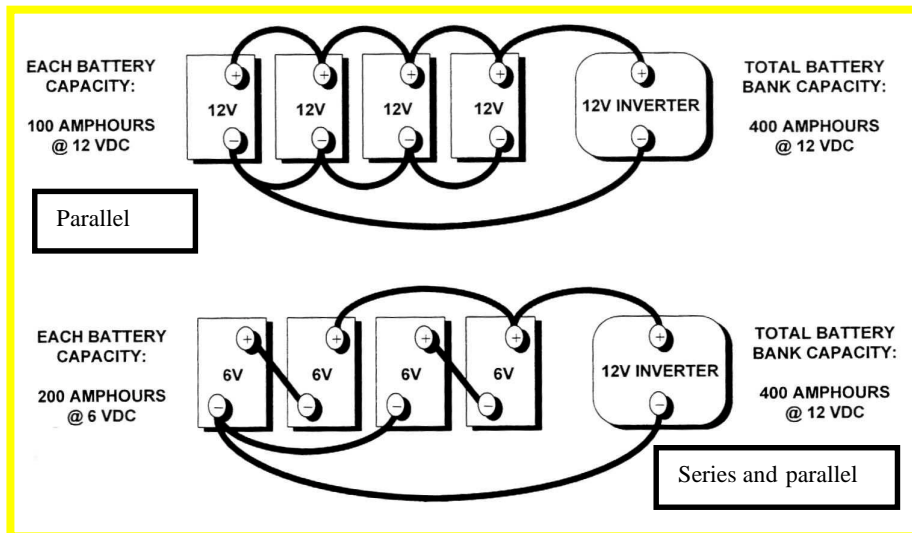 EACH BATTERY
CAPACITY:
100 AMPHOURS
@ 12 VDC
+
+
+
+
+
12V
12V
12V
12V
12V INVERTER
−
−
−
−
−
TOTAL BATTERY
BANK CAPACITY:
400 AMPHOURS
@ 12 VDC
Parallel
EACH BATTERY
CAPACITY:
200 AMPHOURS
@ 6 VDC
+
+
+
+
+
6V
6V
6V
6V
12V INVERTER
−
−
−
−
−
TOTAL BATTERY
BANK CAPACITY:
400 AMPHOURS
@ 12 VDC
Series and parallel